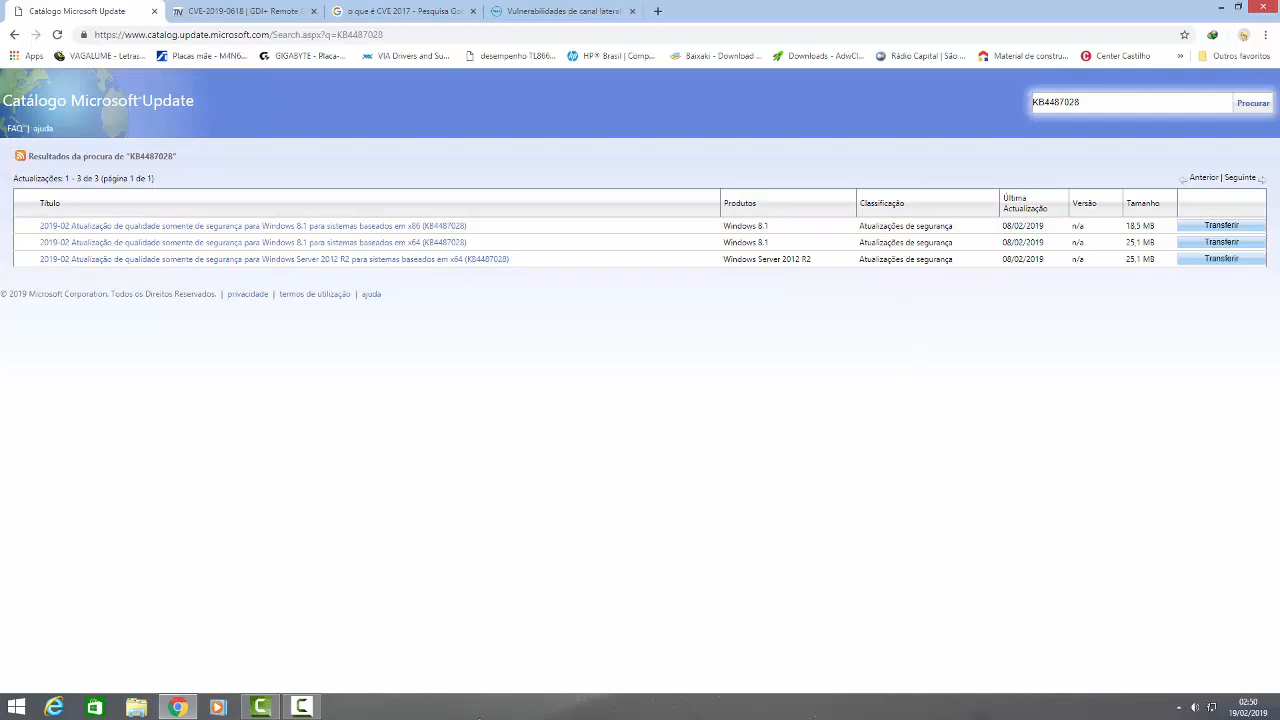 Catálogo Microsoft Update
CVE-2019-0618 | GDI+ Remote C
o que é CVE 2017 - Pesquisa Go
Vulnerabilidades de canal lateral
https://www.catalog.update.microsoft.com/Search.aspx?q=KB4487028
Apps
VAGALUME - Letras...
Placas mãe - M4N6...
GIGABYTE - Placa-...
VIA Drivers and Su...
desempenho TL866...
HP® Brasil | Comp...
Baixaki - Download ...
Downloads - AdwCl...
Rádio Capital | São ...
Material de constru...
Center Castilho
»
Outros favoritos
Catálogo Microsoft Update
KB4487028
Procurar
FAQ | ajuda
Resultados da procura de "KB4487028"
Actualizações: 1 - 3 de 3 (página 1 de 1)
Anterior | Seguinte
Título Produtos Classificação Última Actualização Versão Tamanho
2019-02 Atualização de qualidade somente de segurança para Windows 8.1 para sistemas baseados em x86 (KB4487028) Windows 8.1 Atualizações de segurança 08/02/2019 n/a 18,5 MB Transferir
2019-02 Atualização de qualidade somente de segurança para Windows 8.1 para sistemas baseados em x64 (KB4487028) Windows 8.1 Atualizações de segurança 08/02/2019 n/a 25,1 MB Transferir
2019-02 Atualização de qualidade somente de segurança para Windows Server 2012 R2 para sistemas baseados em x64 (KB4487028) Windows Server 2012 R2 Atualizações de segurança 08/02/2019 n/a 25,1 MB Transferir
© 2019 Microsoft Corporation. Todos os Direitos Reservados. | privacidade | termos de utilização | ajuda
02:50
19/02/2019